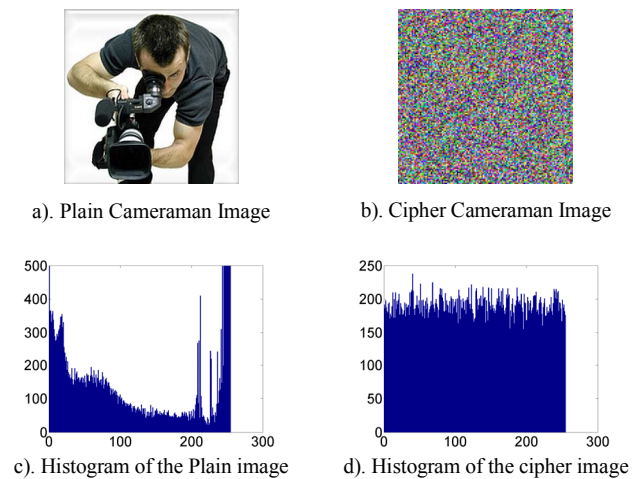 a). Plain Cameraman Image
b). Cipher Cameraman Image
500
400
300
200
100
0
0 100 200 300
250
200
150
100
50
0
0 100 200 300
c). Histogram of the Plain image
d). Histogram of the cipher image